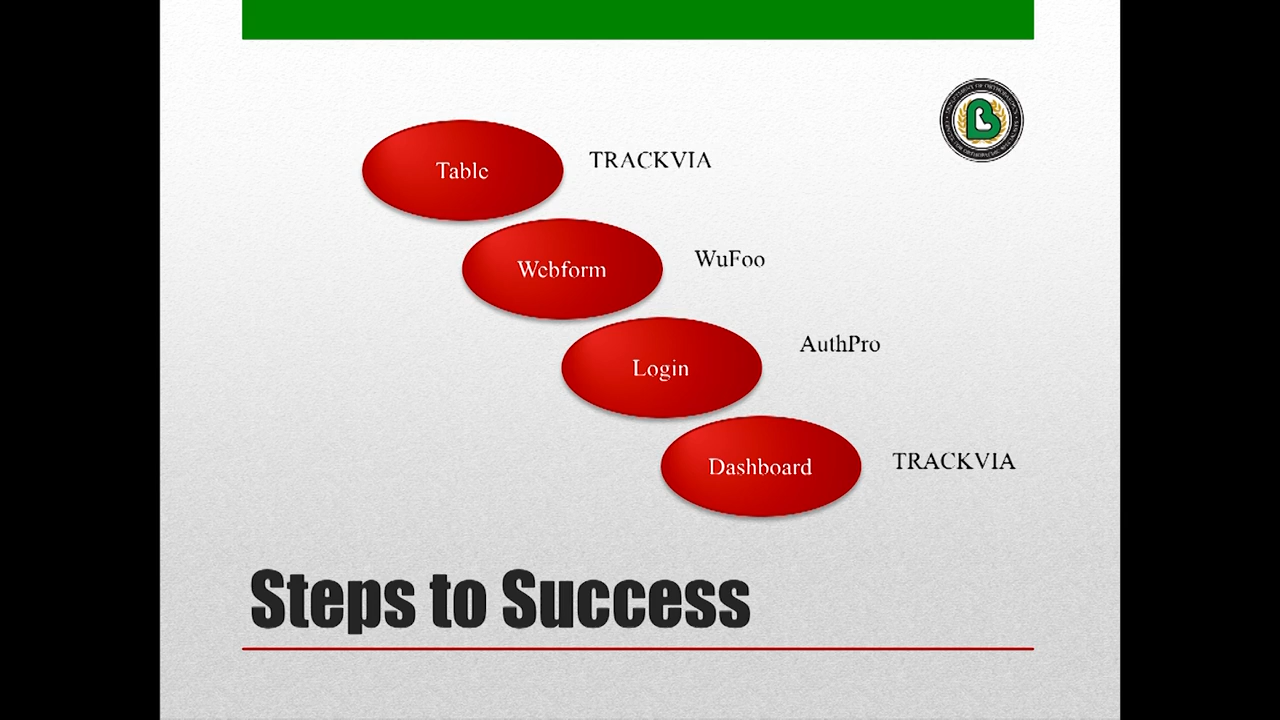 Table
TRACKVIA
Webform
WuFoo
Login
AuthPro
Dashboard
TRACKVIA
Steps to Success